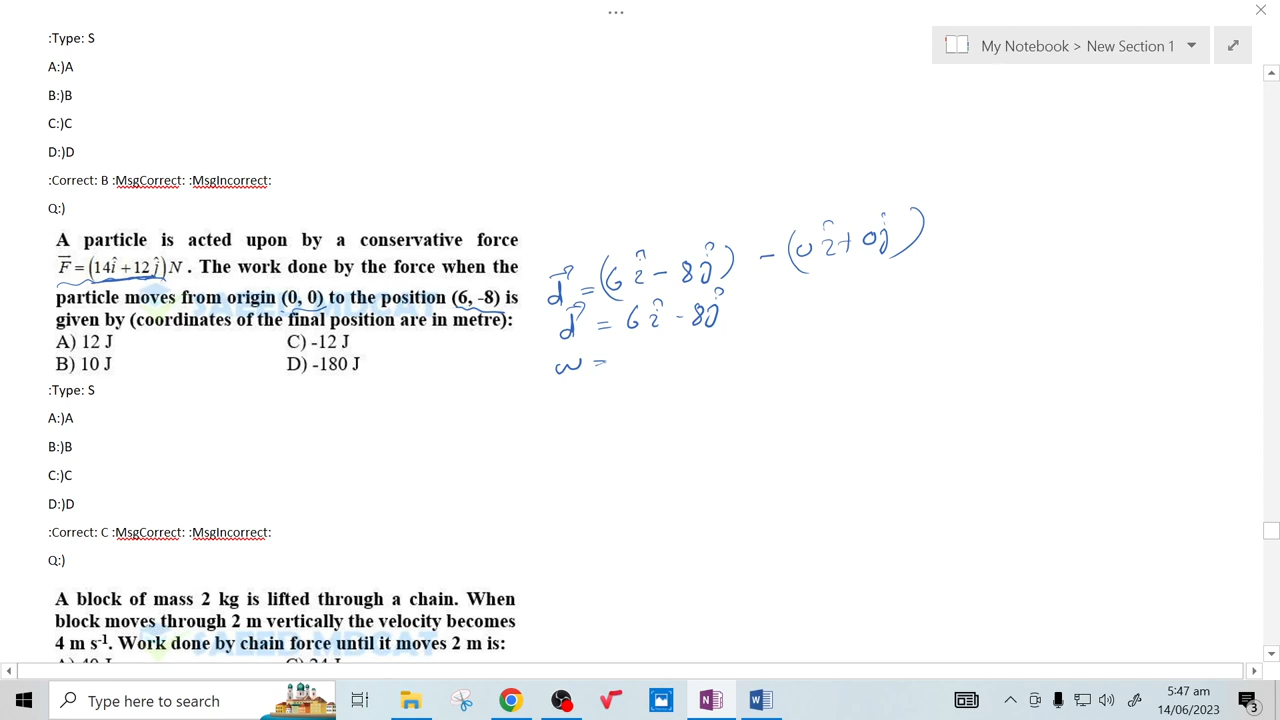 ...
My Notebook > New Section 1
:Type: S
A:)A
B:)B
C:)C
D:)D
:Correct: B :MsgCorrect: :MsgIncorrect:
Q:)
A particle is acted upon by a conservative force
F⃗ = (14î + 12ĵ) N. The work done by the force when the
particle moves from origin (0, 0) to the position (6, -8) is
given by (coordinates of the final position are in metre):
A) 12 J C) -12 J
B) 10 J D) -180 J
d⃗ = (6î - 8ĵ) - (0î + 0ĵ)
d⃗ = 6î - 8ĵ
w =
:Type: S
A:)A
B:)B
C:)C
D:)D
:Correct: C :MsgCorrect: :MsgIncorrect:
Q:)
A block of mass 2 kg is lifted through a chain. When
block moves through 2 m vertically the velocity becomes
4 m s⁻¹. Work done by chain force until it moves 2 m is:
SAEED MDCAT
Type here to search
5:47 am
14/06/2023
3